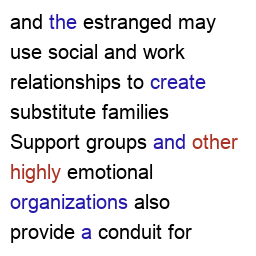 and the estranged may
use social and work
relationships to create
substitute families
Support groups and other
highly emotional
organizations also
provide a conduit for